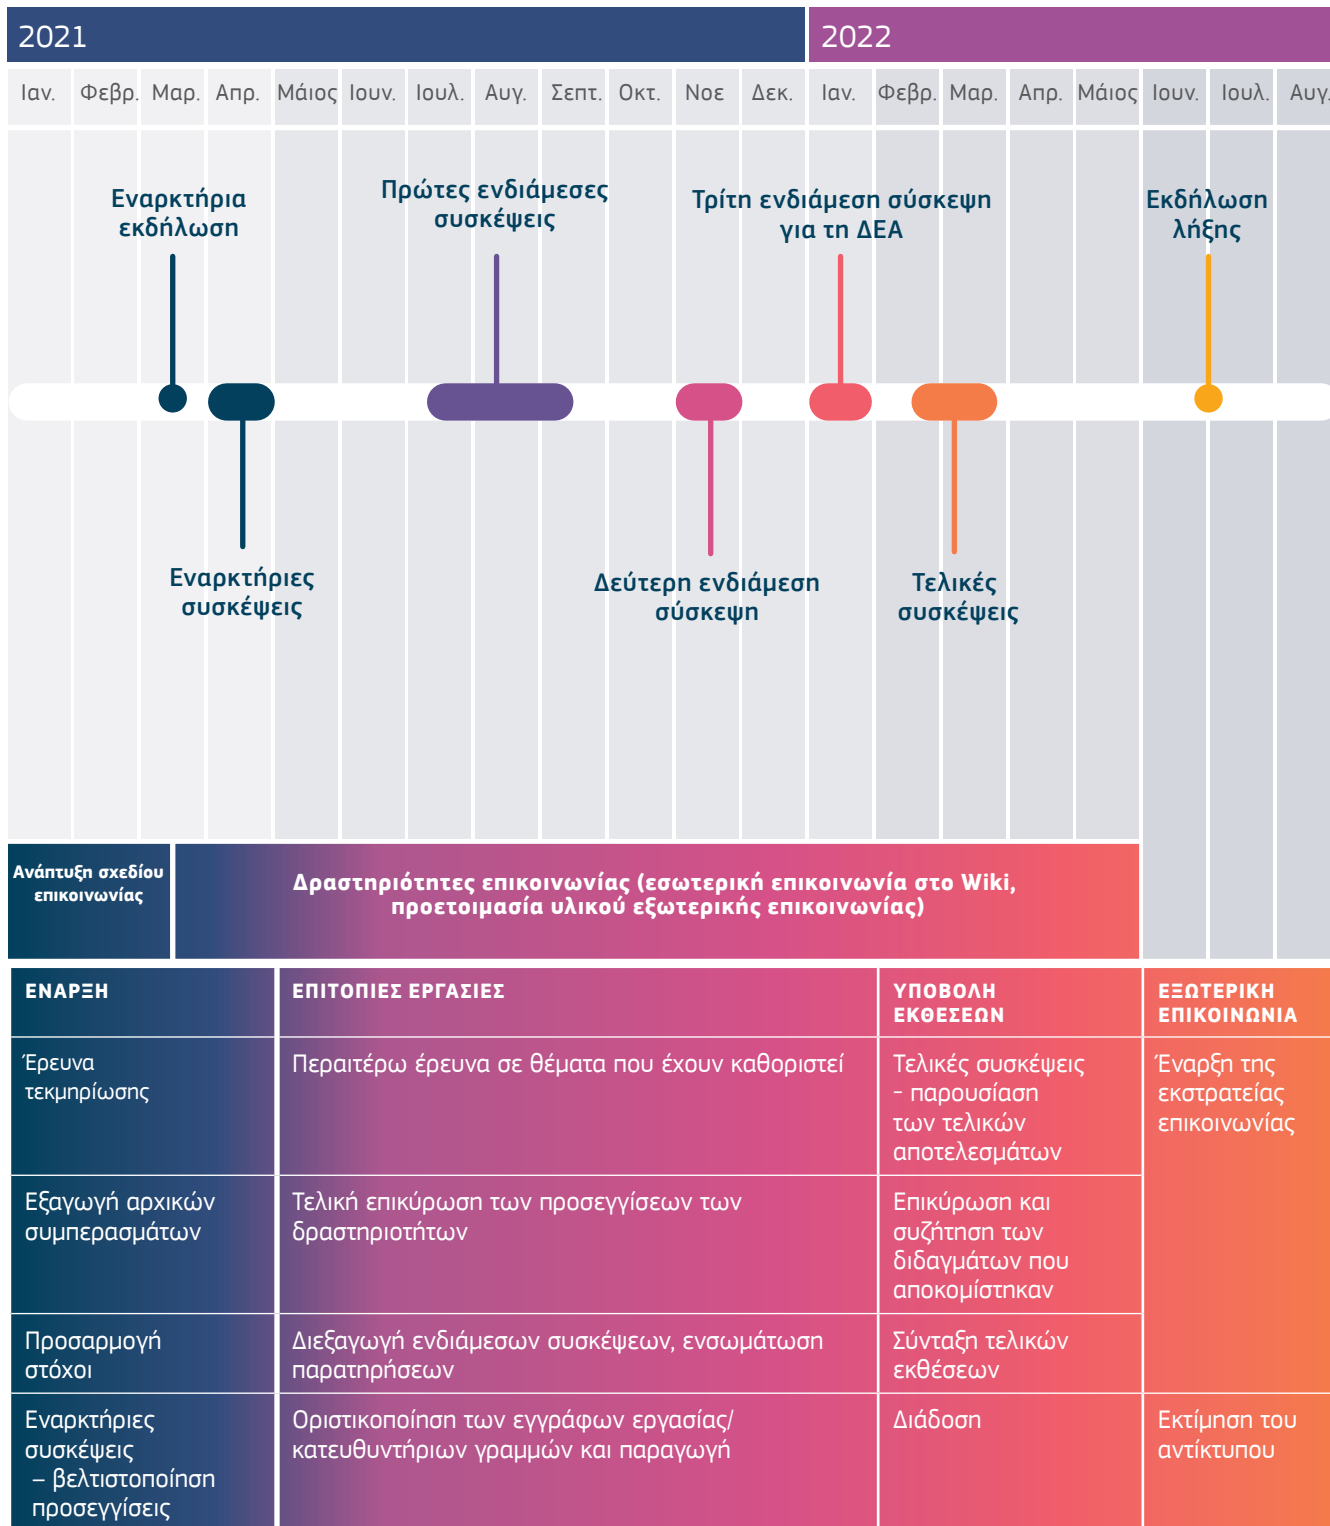 2021
2022
Ιαν. Φεβρ. Μαρ. Απρ. Μάιος Ιουν. Ιουλ. Αυγ. Σεπτ. Οκτ. Νοε Δεκ. Ιαν. Φεβρ. Μαρ. Απρ. Μάιος Ιουν. Ιουλ. Αυγ.
Εναρκτήρια
εκδήλωση
Πρώτες ενδιάμεσες
συσκέψεις
Τρίτη ενδιάμεση σύσκεψη
για τη ΔΕΑ
Εκδήλωση
λήξης
Εναρκτήριες
συσκέψεις
Δεύτερη ενδιάμεση
σύσκεψη
Τελικές
συσκέψεις
Ανάπτυξη σχεδίου
επικοινωνίας
Δραστηριότητες επικοινωνίας (εσωτερική επικοινωνία στο Wiki,
προετοιμασία υλικού εξωτερικής επικοινωνίας)
ΕΝΑΡΞΗ
ΕΠΙΤΟΠΙΕΣ ΕΡΓΑΣΙΕΣ
ΥΠΟΒΟΛΗ
ΕΚΘΕΣΕΩΝ
ΕΞΩΤΕΡΙΚΗ
ΕΠΙΚΟΙΝΩΝΙΑ
Έρευνα
τεκμηρίωσης
Περαιτέρω έρευνα σε θέματα που έχουν καθοριστεί
Τελικές συσκέψεις
- παρουσίαση
των τελικών
αποτελεσμάτων
Έναρξη της
εκστρατείας
επικοινωνίας
Εξαγωγή αρχικών
συμπερασμάτων
Τελική επικύρωση των προσεγγίσεων των
δραστηριοτήτων
Επικύρωση και
συζήτηση των
διδαγμάτων που
αποκομίστηκαν
Προσαρμογή
στόχοι
Διεξαγωγή ενδιάμεσων συσκέψεων, ενσωμάτωση
παρατηρήσεων
Σύνταξη τελικών
εκθέσεων
Εναρκτήριες
συσκέψεις
– βελτιστοποίηση
προσεγγίσεις
Οριστικοποίηση των εγγράφων εργασίας/
κατευθυντήριων γραμμών και παραγωγή
Διάδοση
Εκτίμηση του
αντίκτυπου